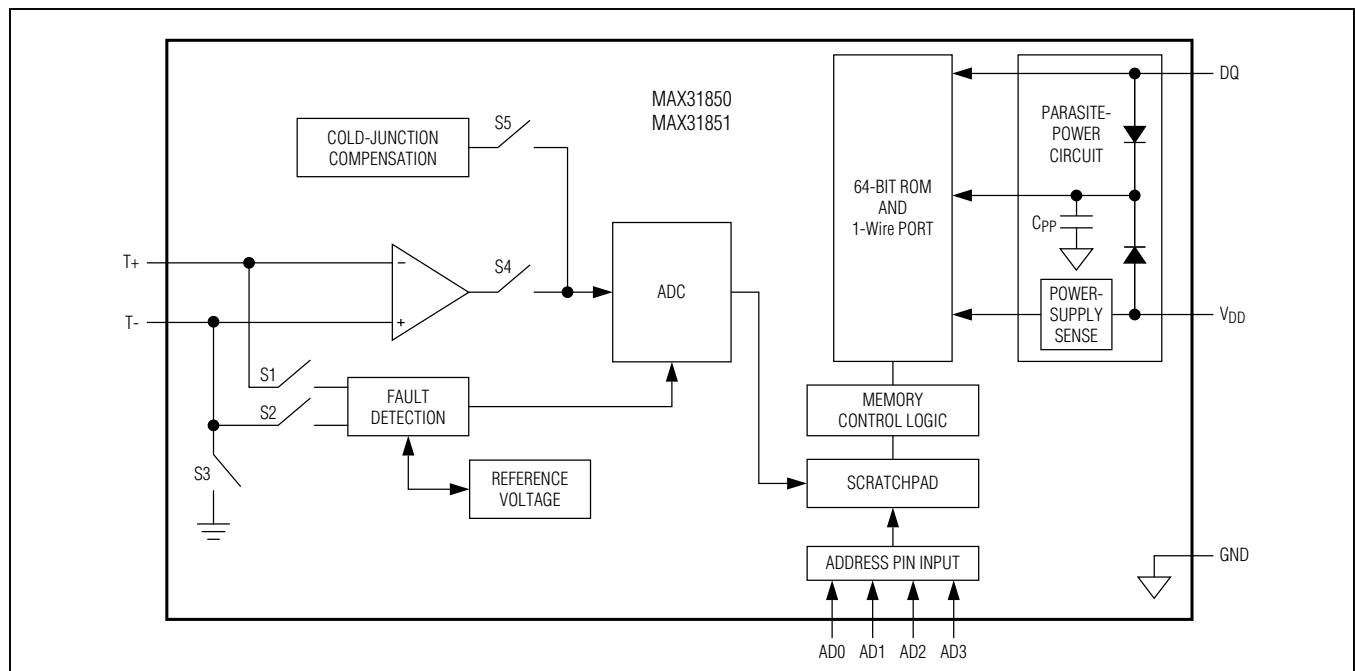 MAX31850
MAX31851
COLD-JUNCTION
COMPENSATION
S5
T+
T-
−
+
S4
ADC
S1
S2
S3
FAULT
DETECTION
REFERENCE
VOLTAGE
64-BIT ROM
AND
1-Wire PORT
MEMORY
CONTROL LOGIC
SCRATCHPAD
ADDRESS PIN INPUT
AD0 AD1 AD2 AD3
PARASITE-
POWER
CIRCUIT
CPP
POWER-
SUPPLY
SENSE
DQ
VDD
GND